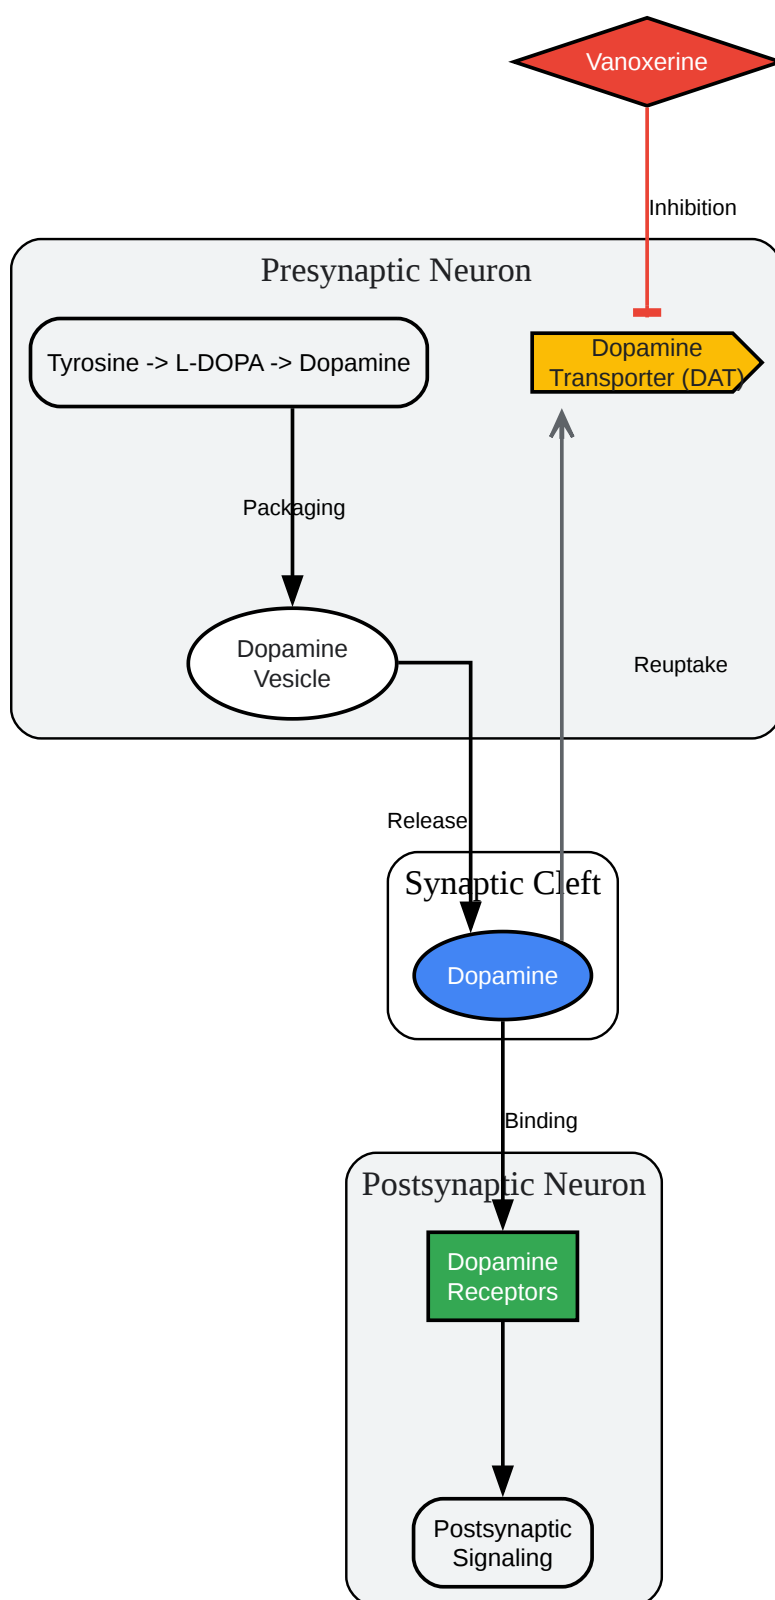 Vanoxerine
Inhibition
Presynaptic Neuron
Tyrosine -> L-DOPA -> Dopamine
Dopamine
Transporter (DAT)
Packaging
Dopamine
Vesicle
Reuptake
Release
Synaptic Cleft
Dopamine
Binding
Postsynaptic Neuron
Dopamine
Receptors
Postsynaptic
Signaling